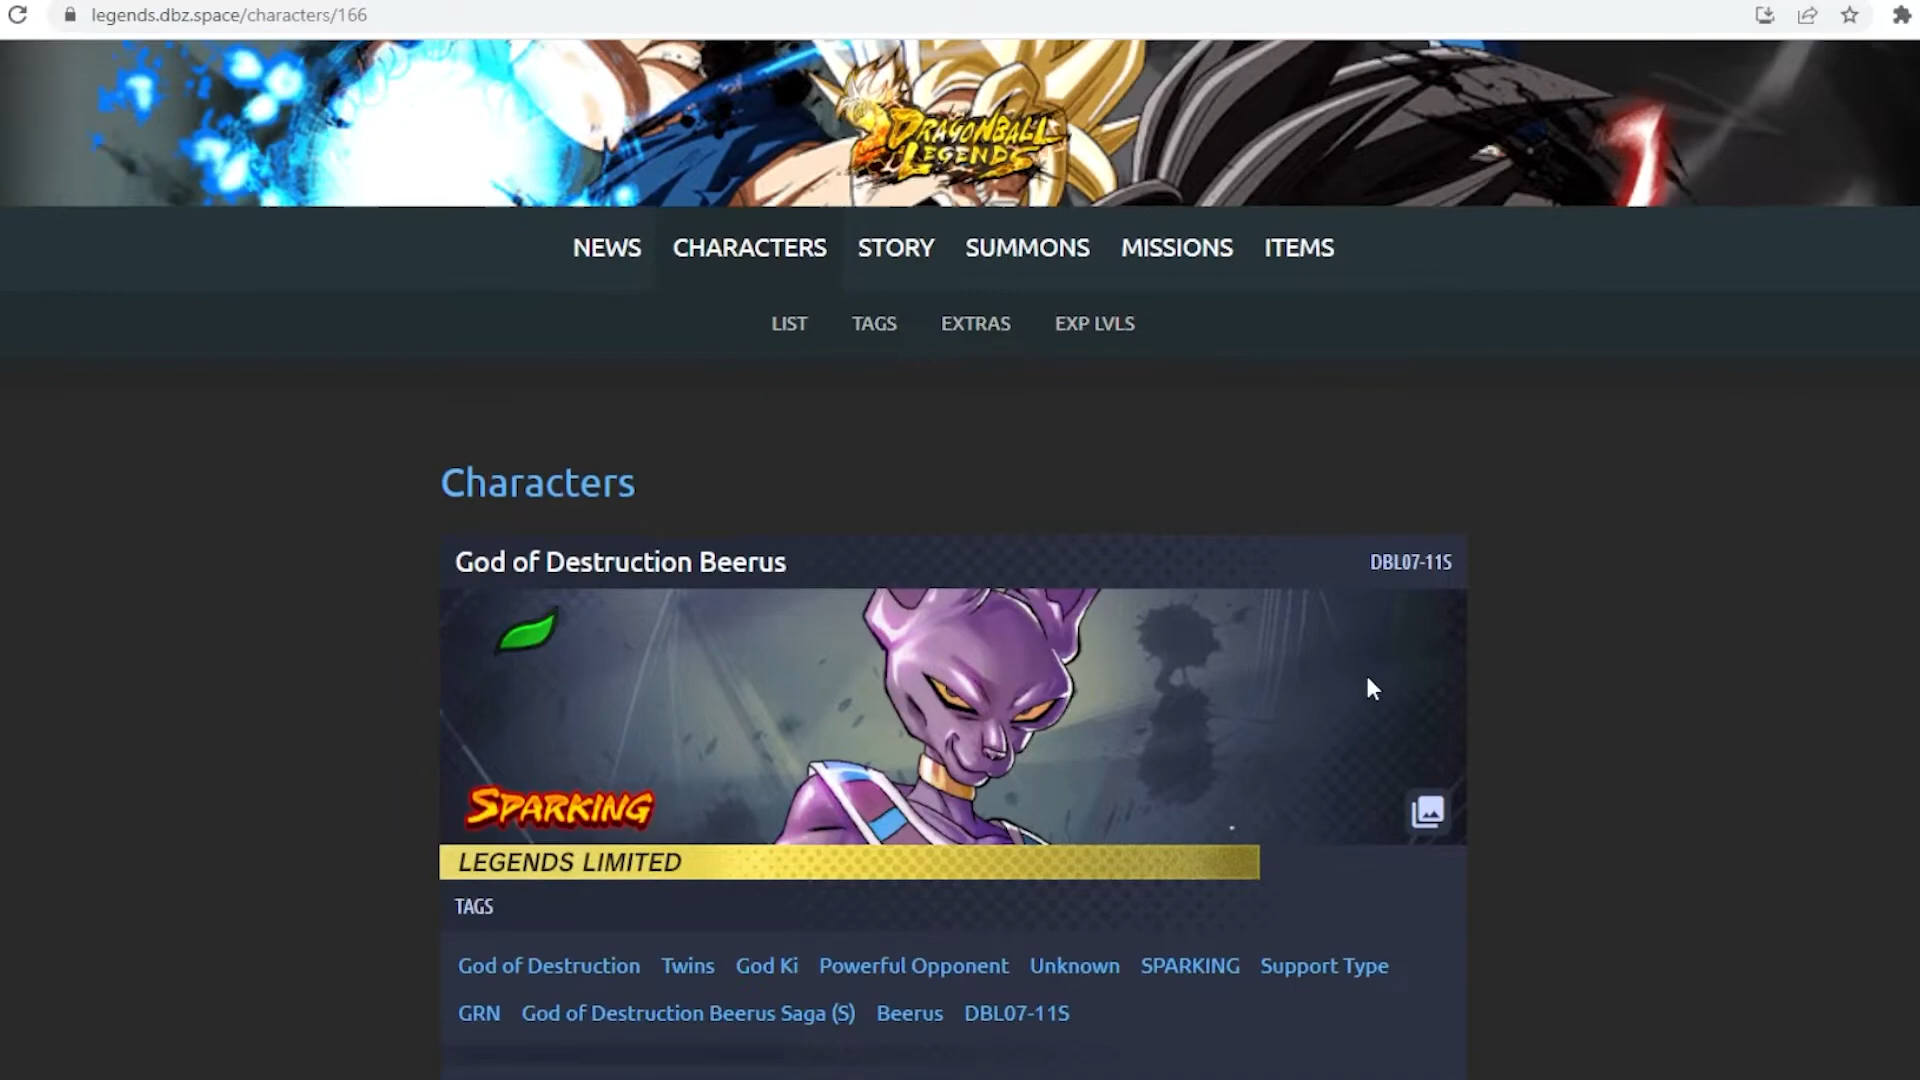 legends.dbz.space/characters/166
DRAGONBALL
LEGENDS
NEWS CHARACTERS STORY SUMMONS MISSIONS ITEMS
LIST TAGS EXTRAS EXP LVLS
Characters
God of Destruction Beerus DBL07-11S
SPARKING
LEGENDS LIMITED
TAGS
God of Destruction Twins God Ki Powerful Opponent Unknown SPARKING Support Type
GRN God of Destruction Beerus Saga (S) Beerus DBL07-11S